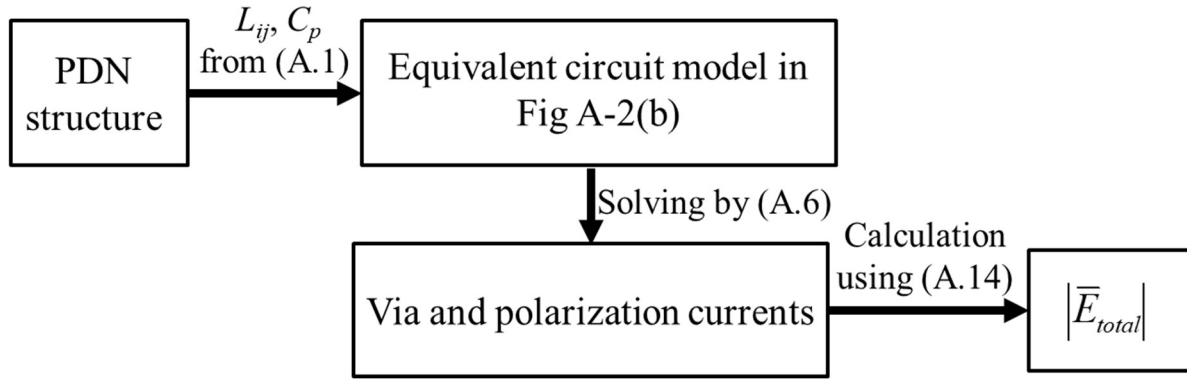 PDN
structure
L_ij, C_p
from (A.1)
Equivalent circuit model in
Fig A-2(b)
Solving by (A.6)
Via and polarization currents
Calculation
using (A.14)
|E̅_total|